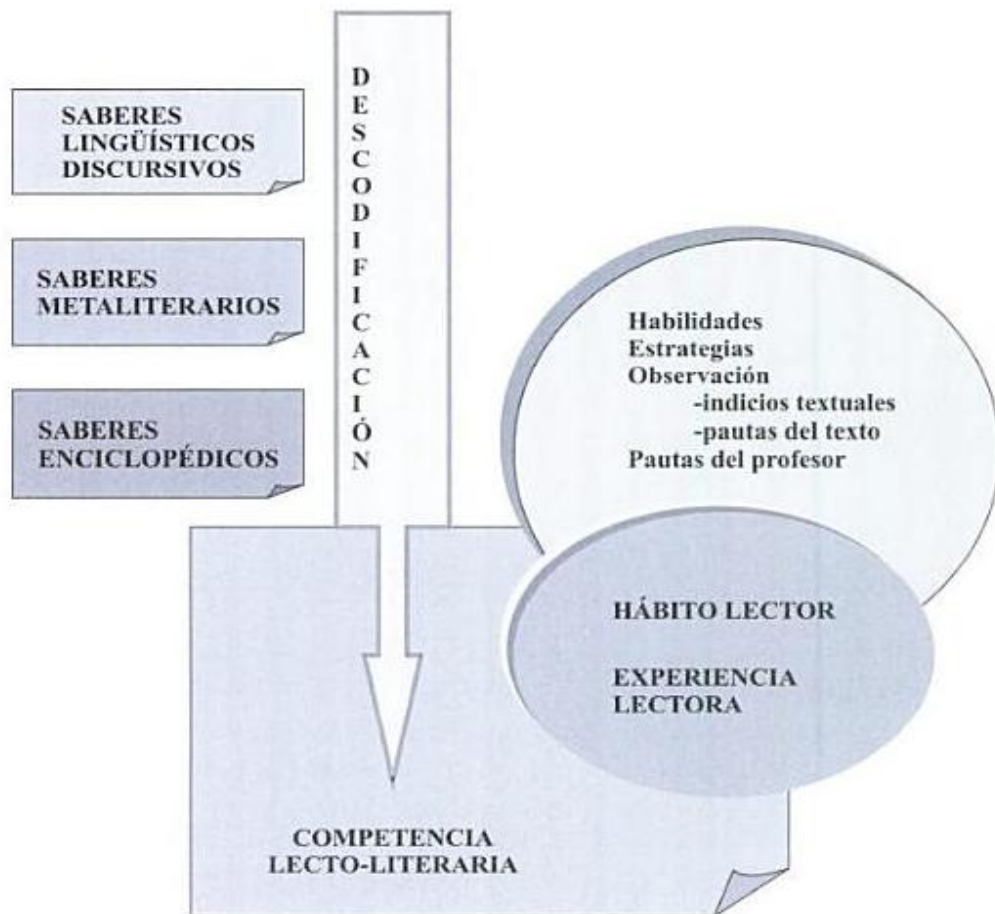 SABERES
LINGÜÍSTICOS
DISCURSIVOS
SABERES
METALITERARIOS
SABERES
ENCICLOPÉDICOS
DESCODIFICACIÓN
Habilidades
Estrategias
Observación
-indicios textuales
-pautas del texto
Pautas del profesor
HÁBITO LECTOR
EXPERIENCIA
LECTORA
COMPETENCIA
LECTO-LITERARIA